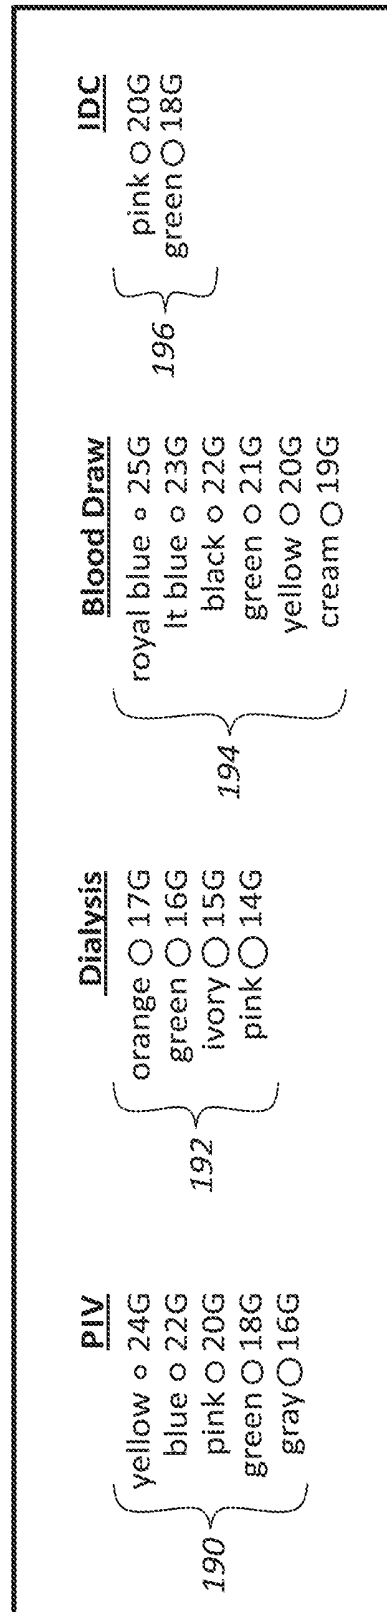 PIV
yellow 24G
blue 22G
pink 20G
green 18G
gray 16G
190
Dialysis
orange 17G
green 16G
ivory 15G
pink 14G
192
Blood Draw
royal blue 25G
lt blue 23G
black 22G
green 21G
yellow 20G
cream 19G
194
IDC
pink 20G
green 18G
196